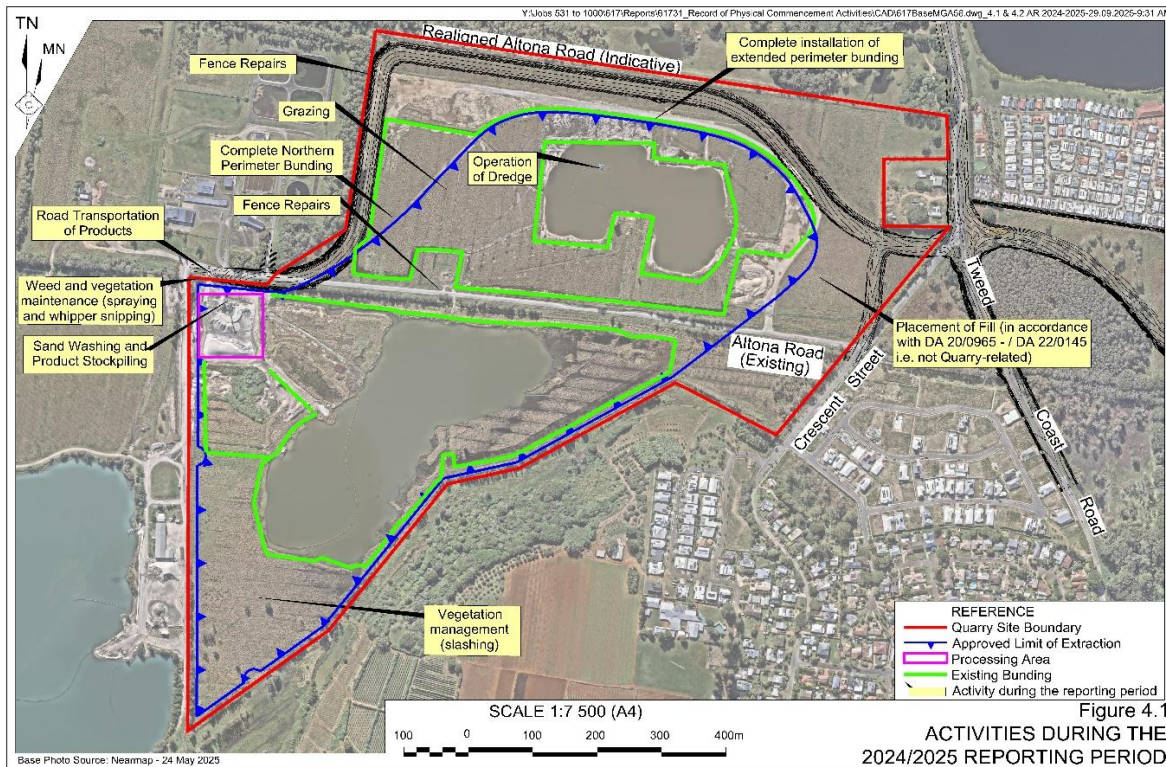 Y:\Jobs 531 to 1000\617\Reports\61731_Record of Physical Commencement Activities\CAD\617BaseMGA56.dwg_4.1 & 4.2 AR 2024-2025-29.09.2025-9:31 AM
TN
MN
Realigned Altona Road (Indicative)
Complete installation of
extended perimeter bunding
Fence Repairs
Grazing
Complete Northern
Perimeter Bunding
Operation
of Dredge
Fence Repairs
Road Transportation
of Products
Weed and vegetation
maintenance (spraying
and whipper snipping)
Sand Washing and
Product Stockpiling
Placement of Fill (in accordance
with DA 20/0965 - / DA 22/0145
i.e. not Quarry-related)
Altona Road
(Existing)
Crescent Street
Tweed Coast Road
Vegetation
management
(slashing)
REFERENCE
Quarry Site Boundary
Approved Limit of Extraction
Processing Area
Existing Bunding
Activity during the reporting period
SCALE 1:7 500 (A4)
100 0 100 200 300 400m
Base Photo Source: Nearmap - 24 May 2025
Figure 4.1
ACTIVITIES DURING THE
2024/2025 REPORTING PERIOD